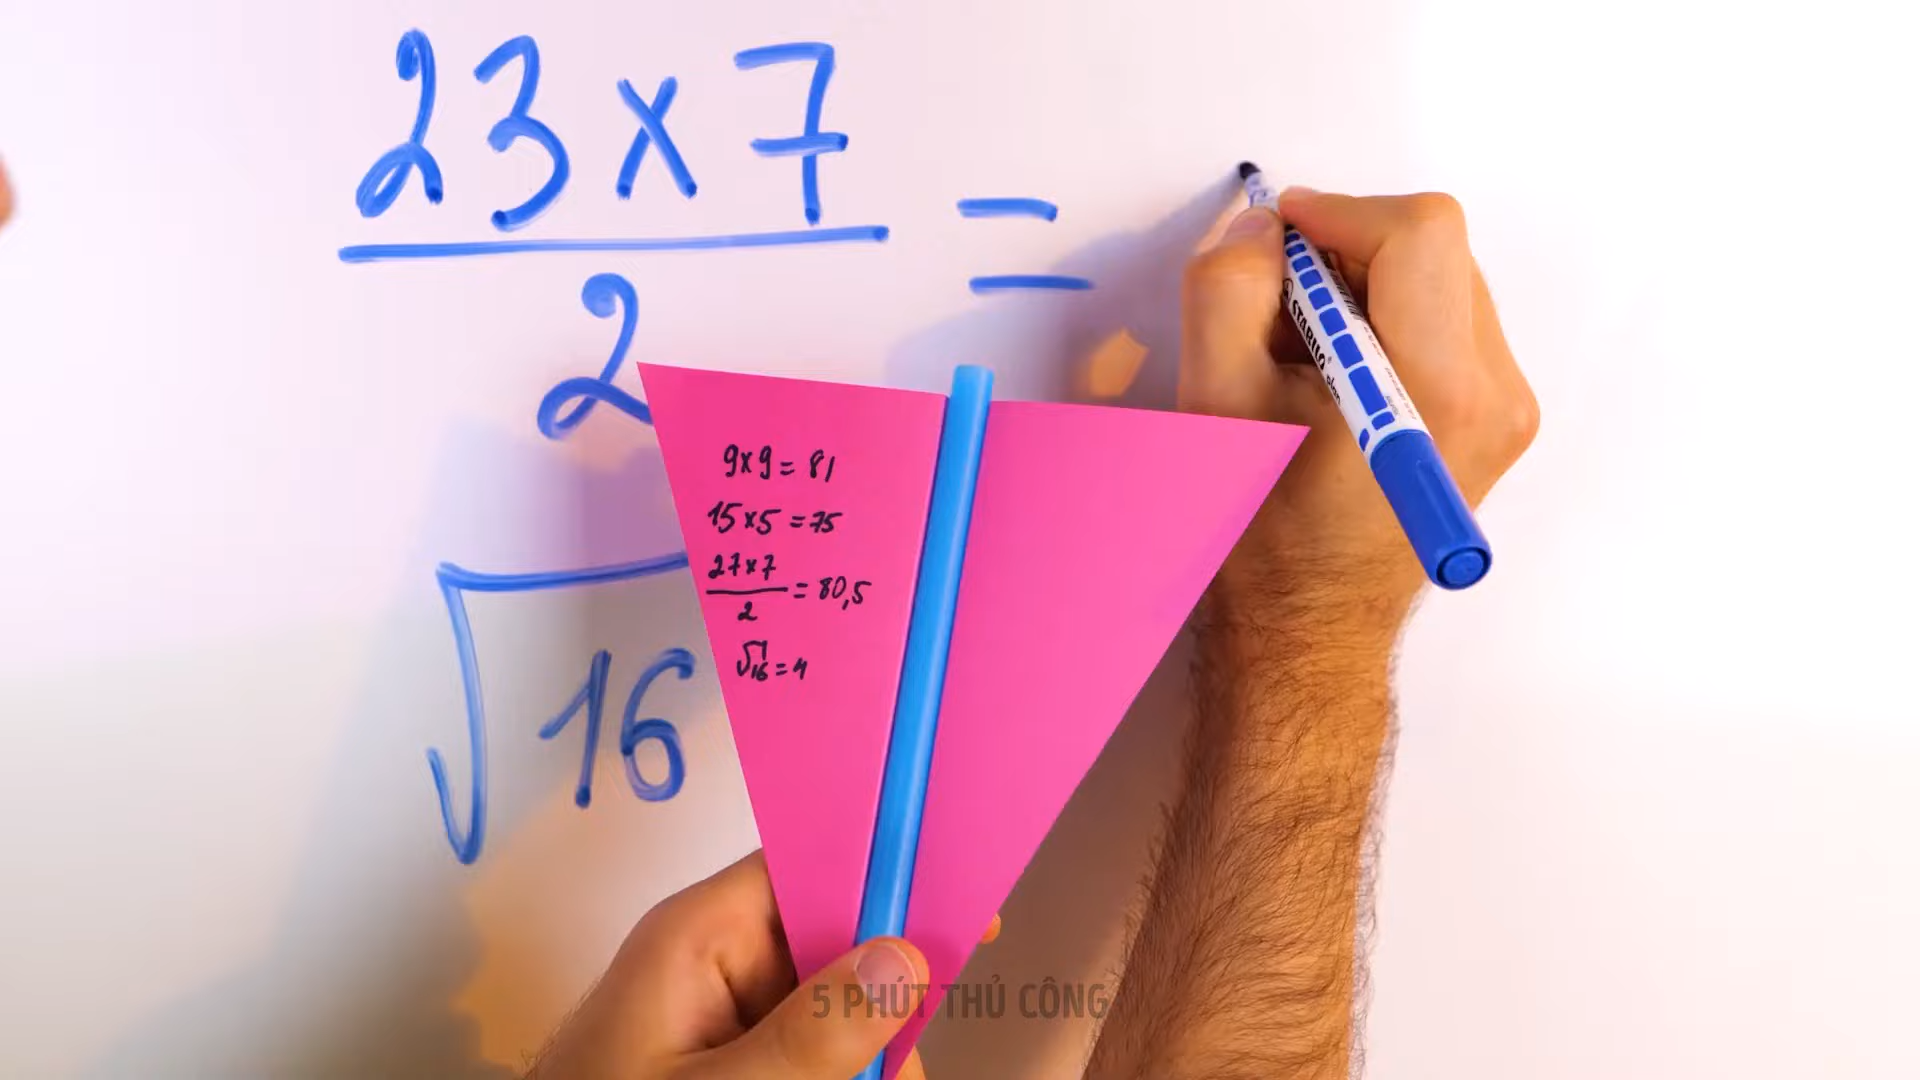 23 x 7
2
=
√16
9x9 = 81
15x5 = 75
27x7
2
= 80,5
√16 = 4
STABILO plan
5 PHÚT THỦ CÔNG